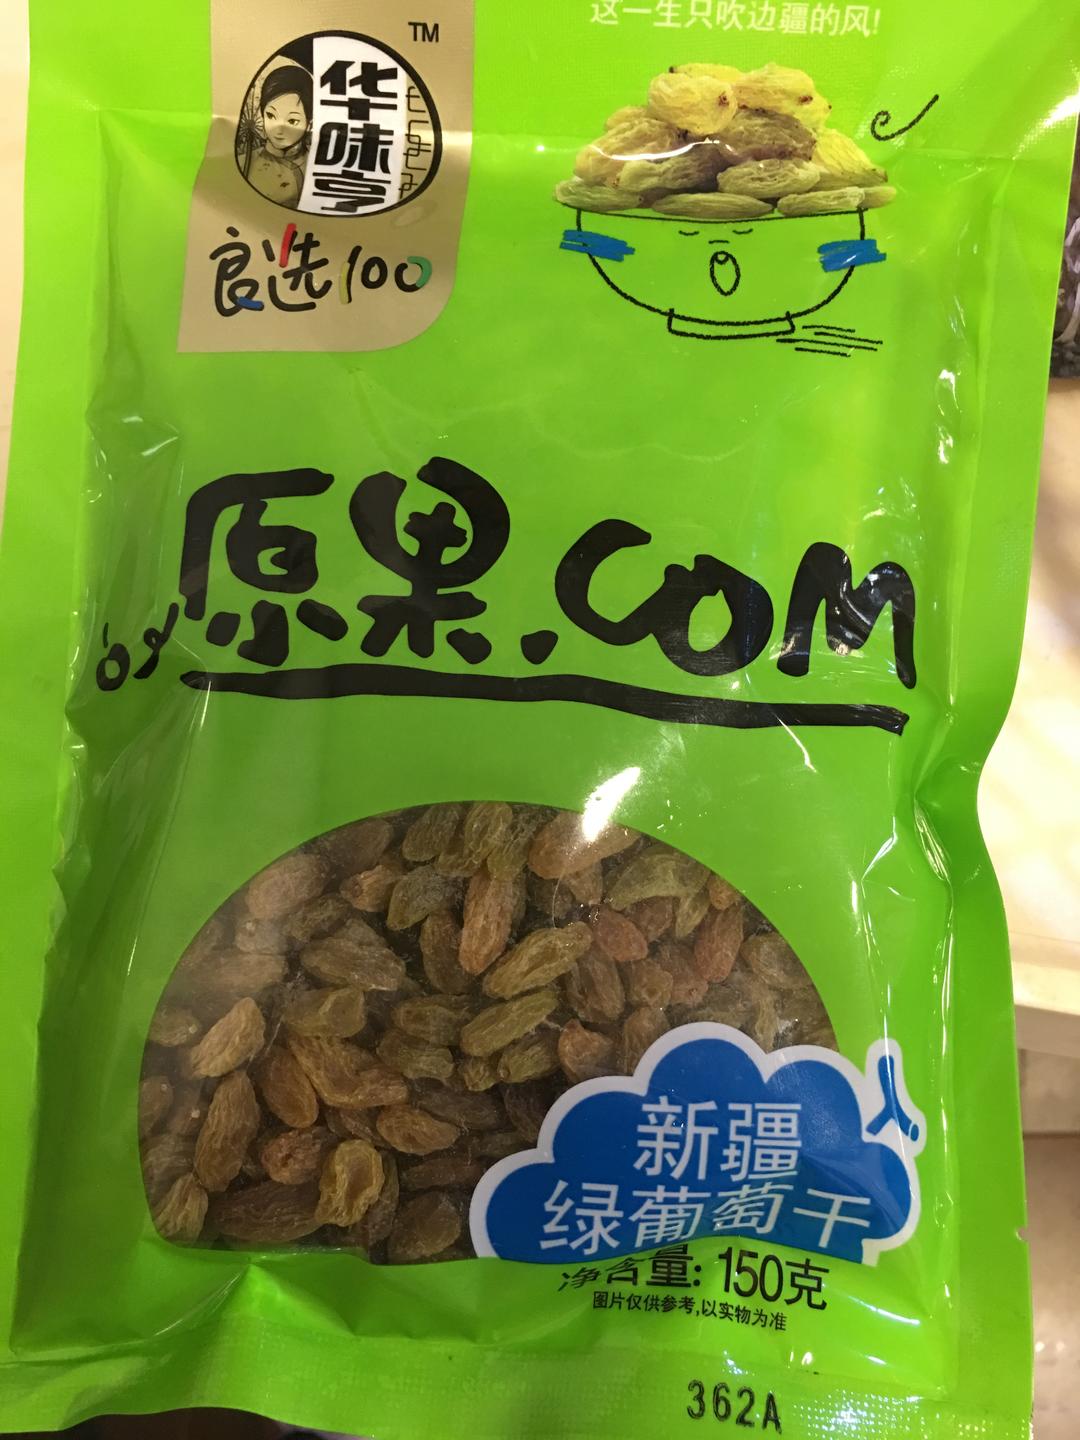 这一生只吹边疆的风!
TM
华味亨
良选100
原果.COM
新疆
绿葡萄干
净含量: 150克
图片仅供参考,以实物为准
362A